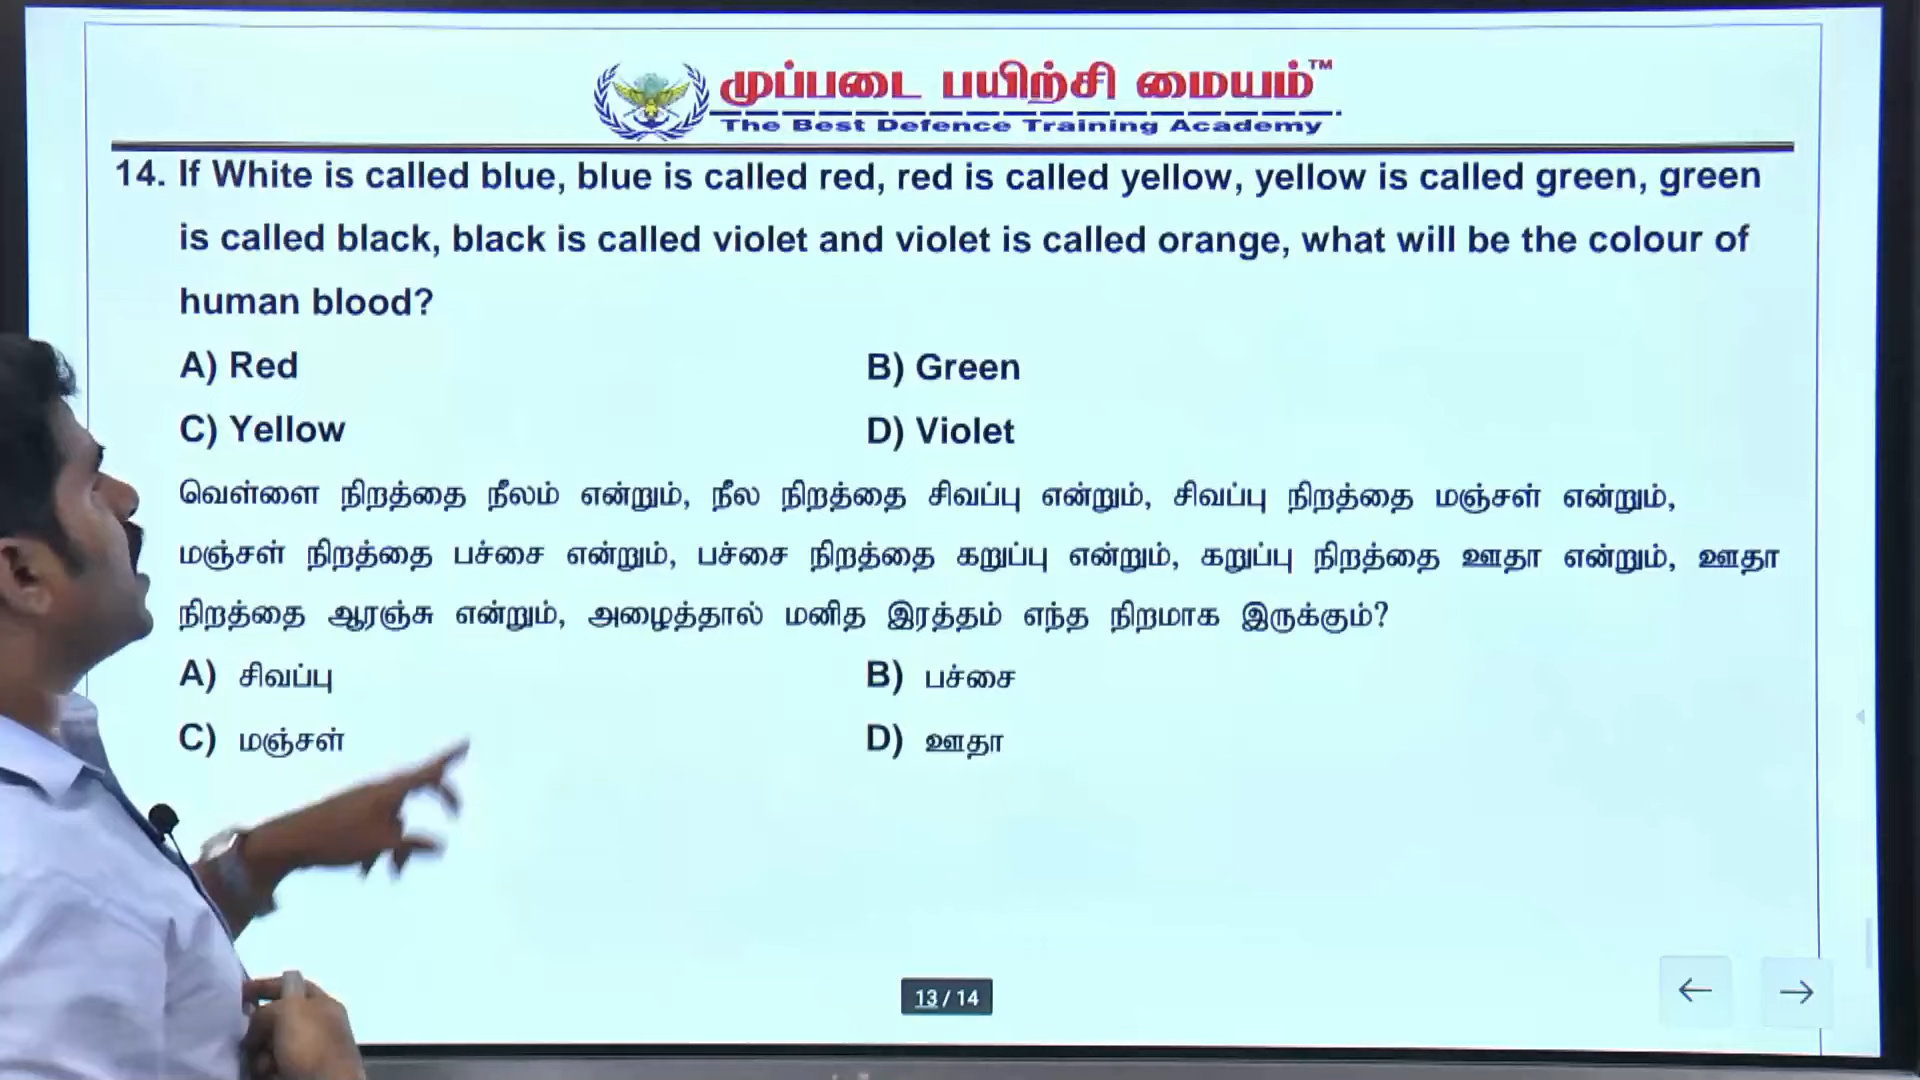 முப்படை பயிற்சி மையம்™
The Best Defence Training Academy
14. If White is called blue, blue is called red, red is called yellow, yellow is called green, green
is called black, black is called violet and violet is called orange, what will be the colour of
human blood?
A) Red B) Green
C) Yellow D) Violet
வெள்ளை நிறத்தை நீலம் என்றும், நீல நிறத்தை சிவப்பு என்றும், சிவப்பு நிறத்தை மஞ்சள் என்றும்,
மஞ்சள் நிறத்தை பச்சை என்றும், பச்சை நிறத்தை கறுப்பு என்றும், கறுப்பு நிறத்தை ஊதா என்றும், ஊதா
நிறத்தை ஆரஞ்சு என்றும், அழைத்தால் மனித இரத்தம் எந்த நிறமாக இருக்கும்?
A) சிவப்பு B) பச்சை
C) மஞ்சள் D) ஊதா
13 / 14